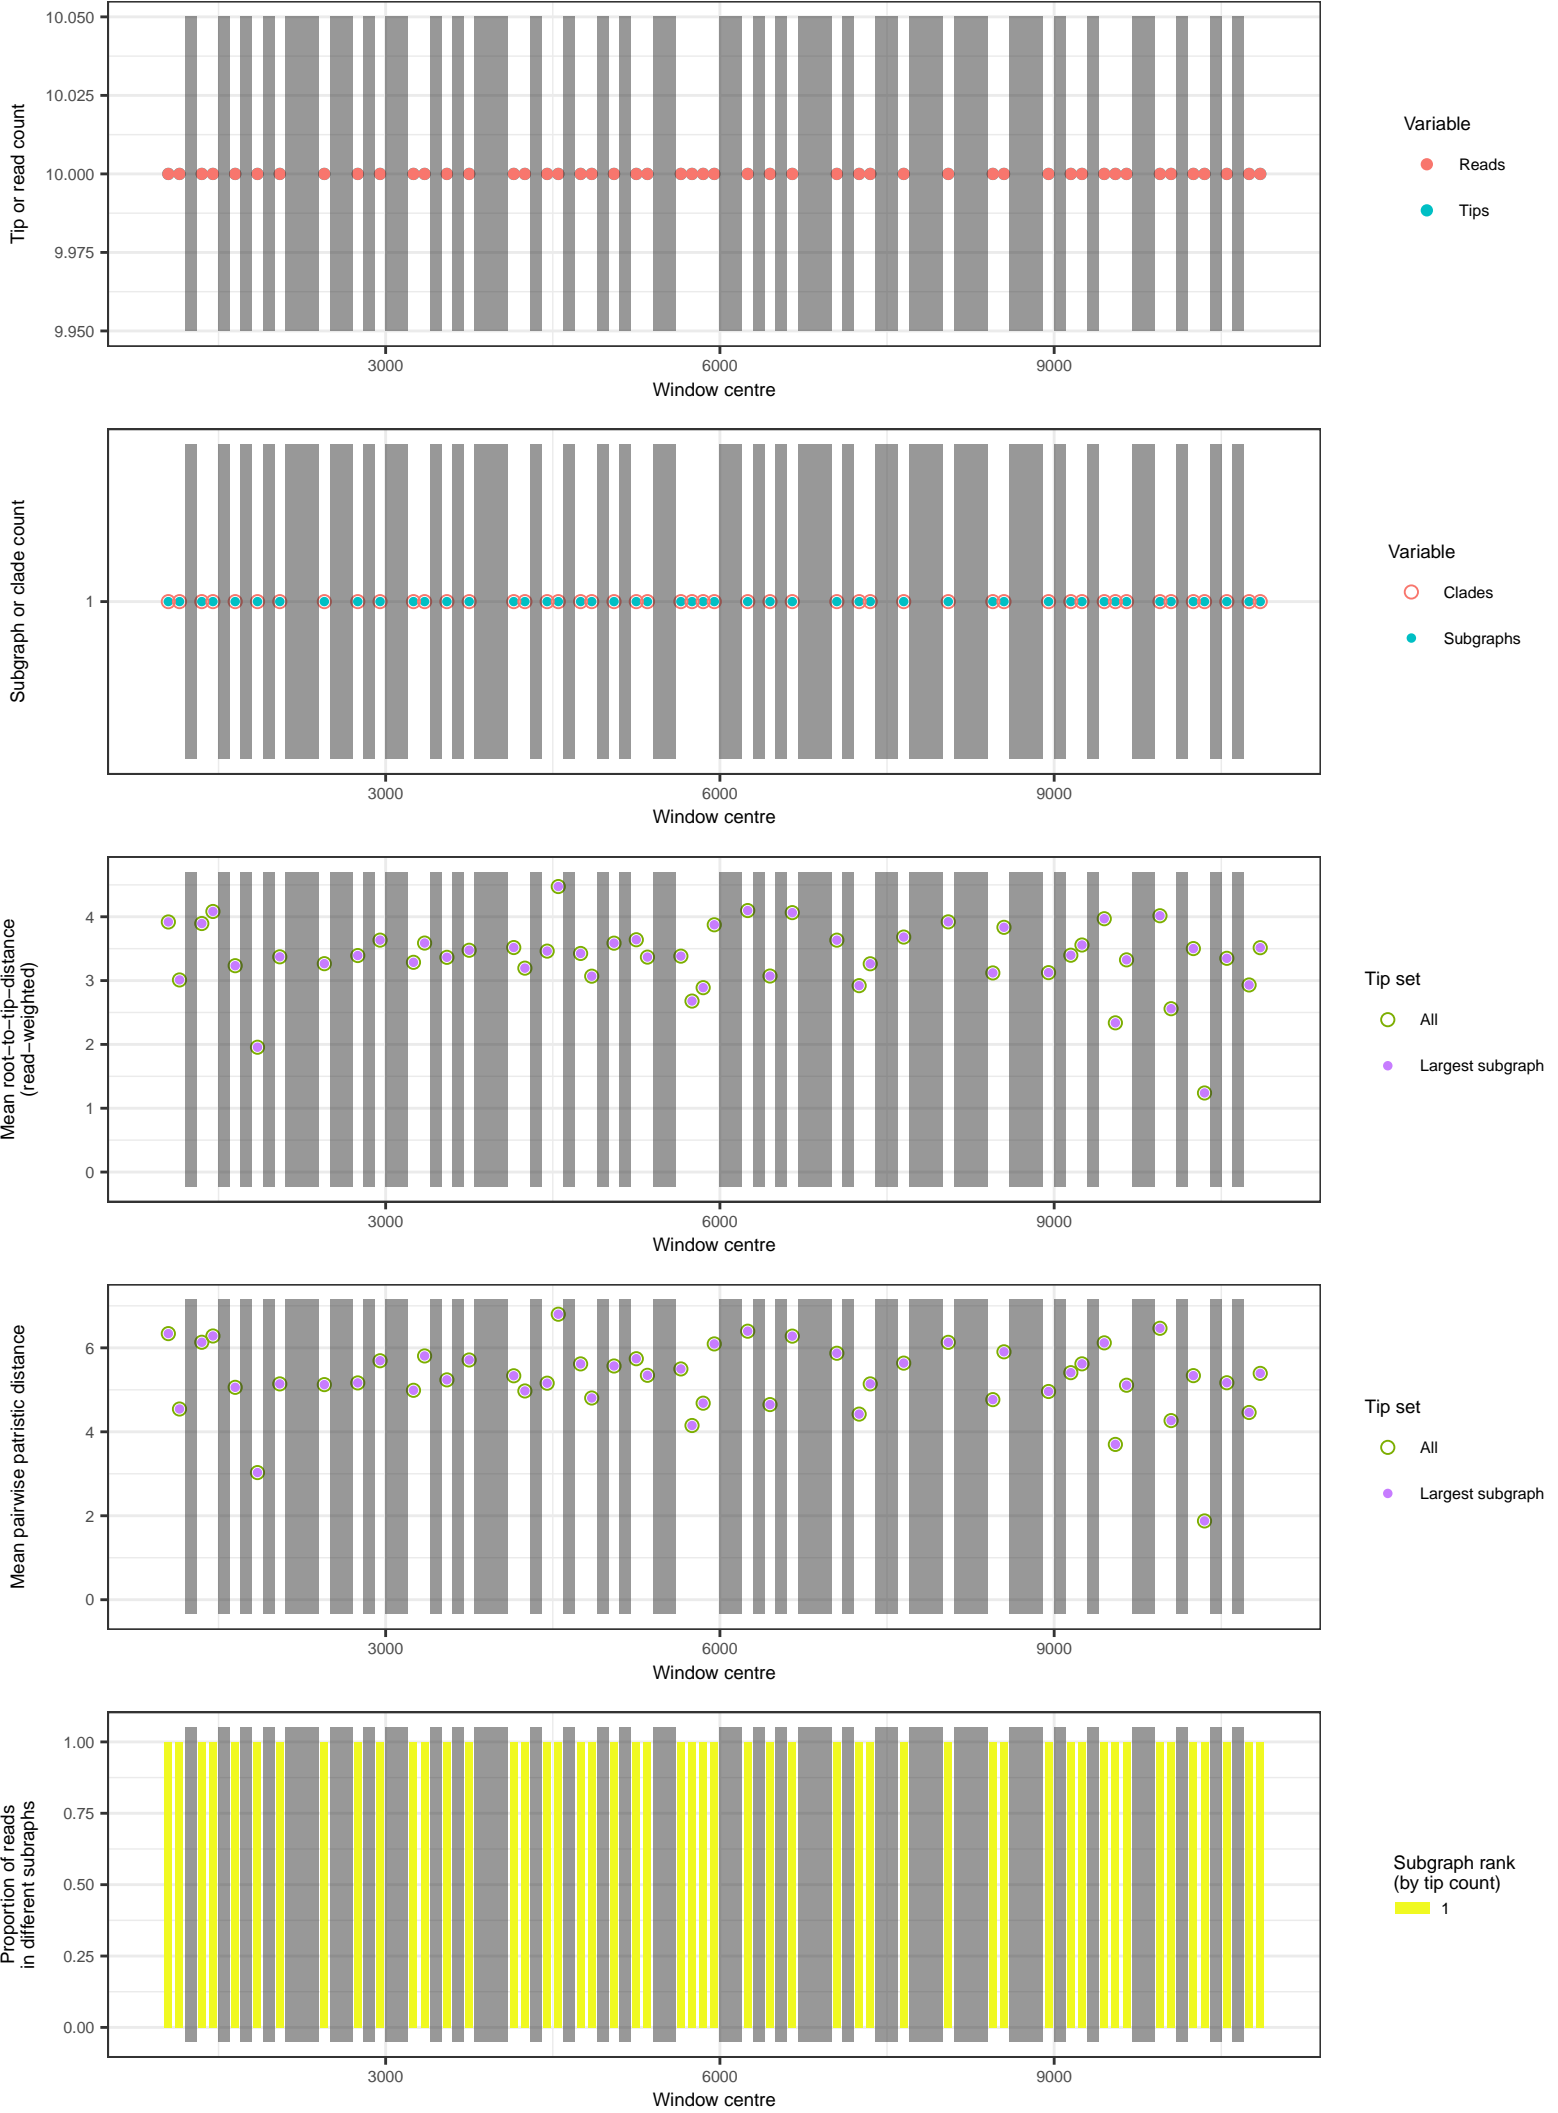 10.050
10.025
10.000
9.975
9.950
Tip or read count
3000
6000
9000
Window centre
Variable
Reads
Tips
1
Subgraph or clade count
3000
6000
9000
Window centre
Variable
Clades
Subgraphs
4
3
2
1
0
Mean root−to−tip−distance
(read−weighted)
3000
6000
9000
Window centre
Tip set
All
Largest subgraph
6
4
2
0
Mean pairwise patristic distance
3000
6000
9000
Window centre
Tip set
All
Largest subgraph
1.00
0.75
0.50
0.25
0.00
Proportion of reads
in different subraphs
3000
6000
9000
Window centre
Subgraph rank
(by tip count)
1